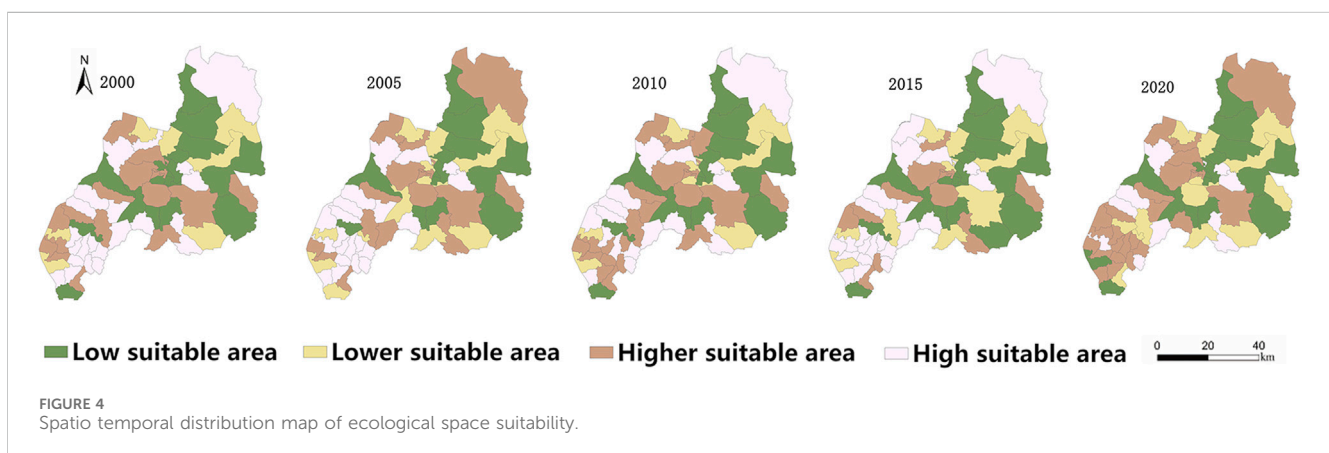 N
2000
2005
2010
2015
2020
Low suitable area
Lower suitable area
Higher suitable area
High suitable area
0 20 40
km
FIGURE 4
Spatio temporal distribution map of ecological space suitability.